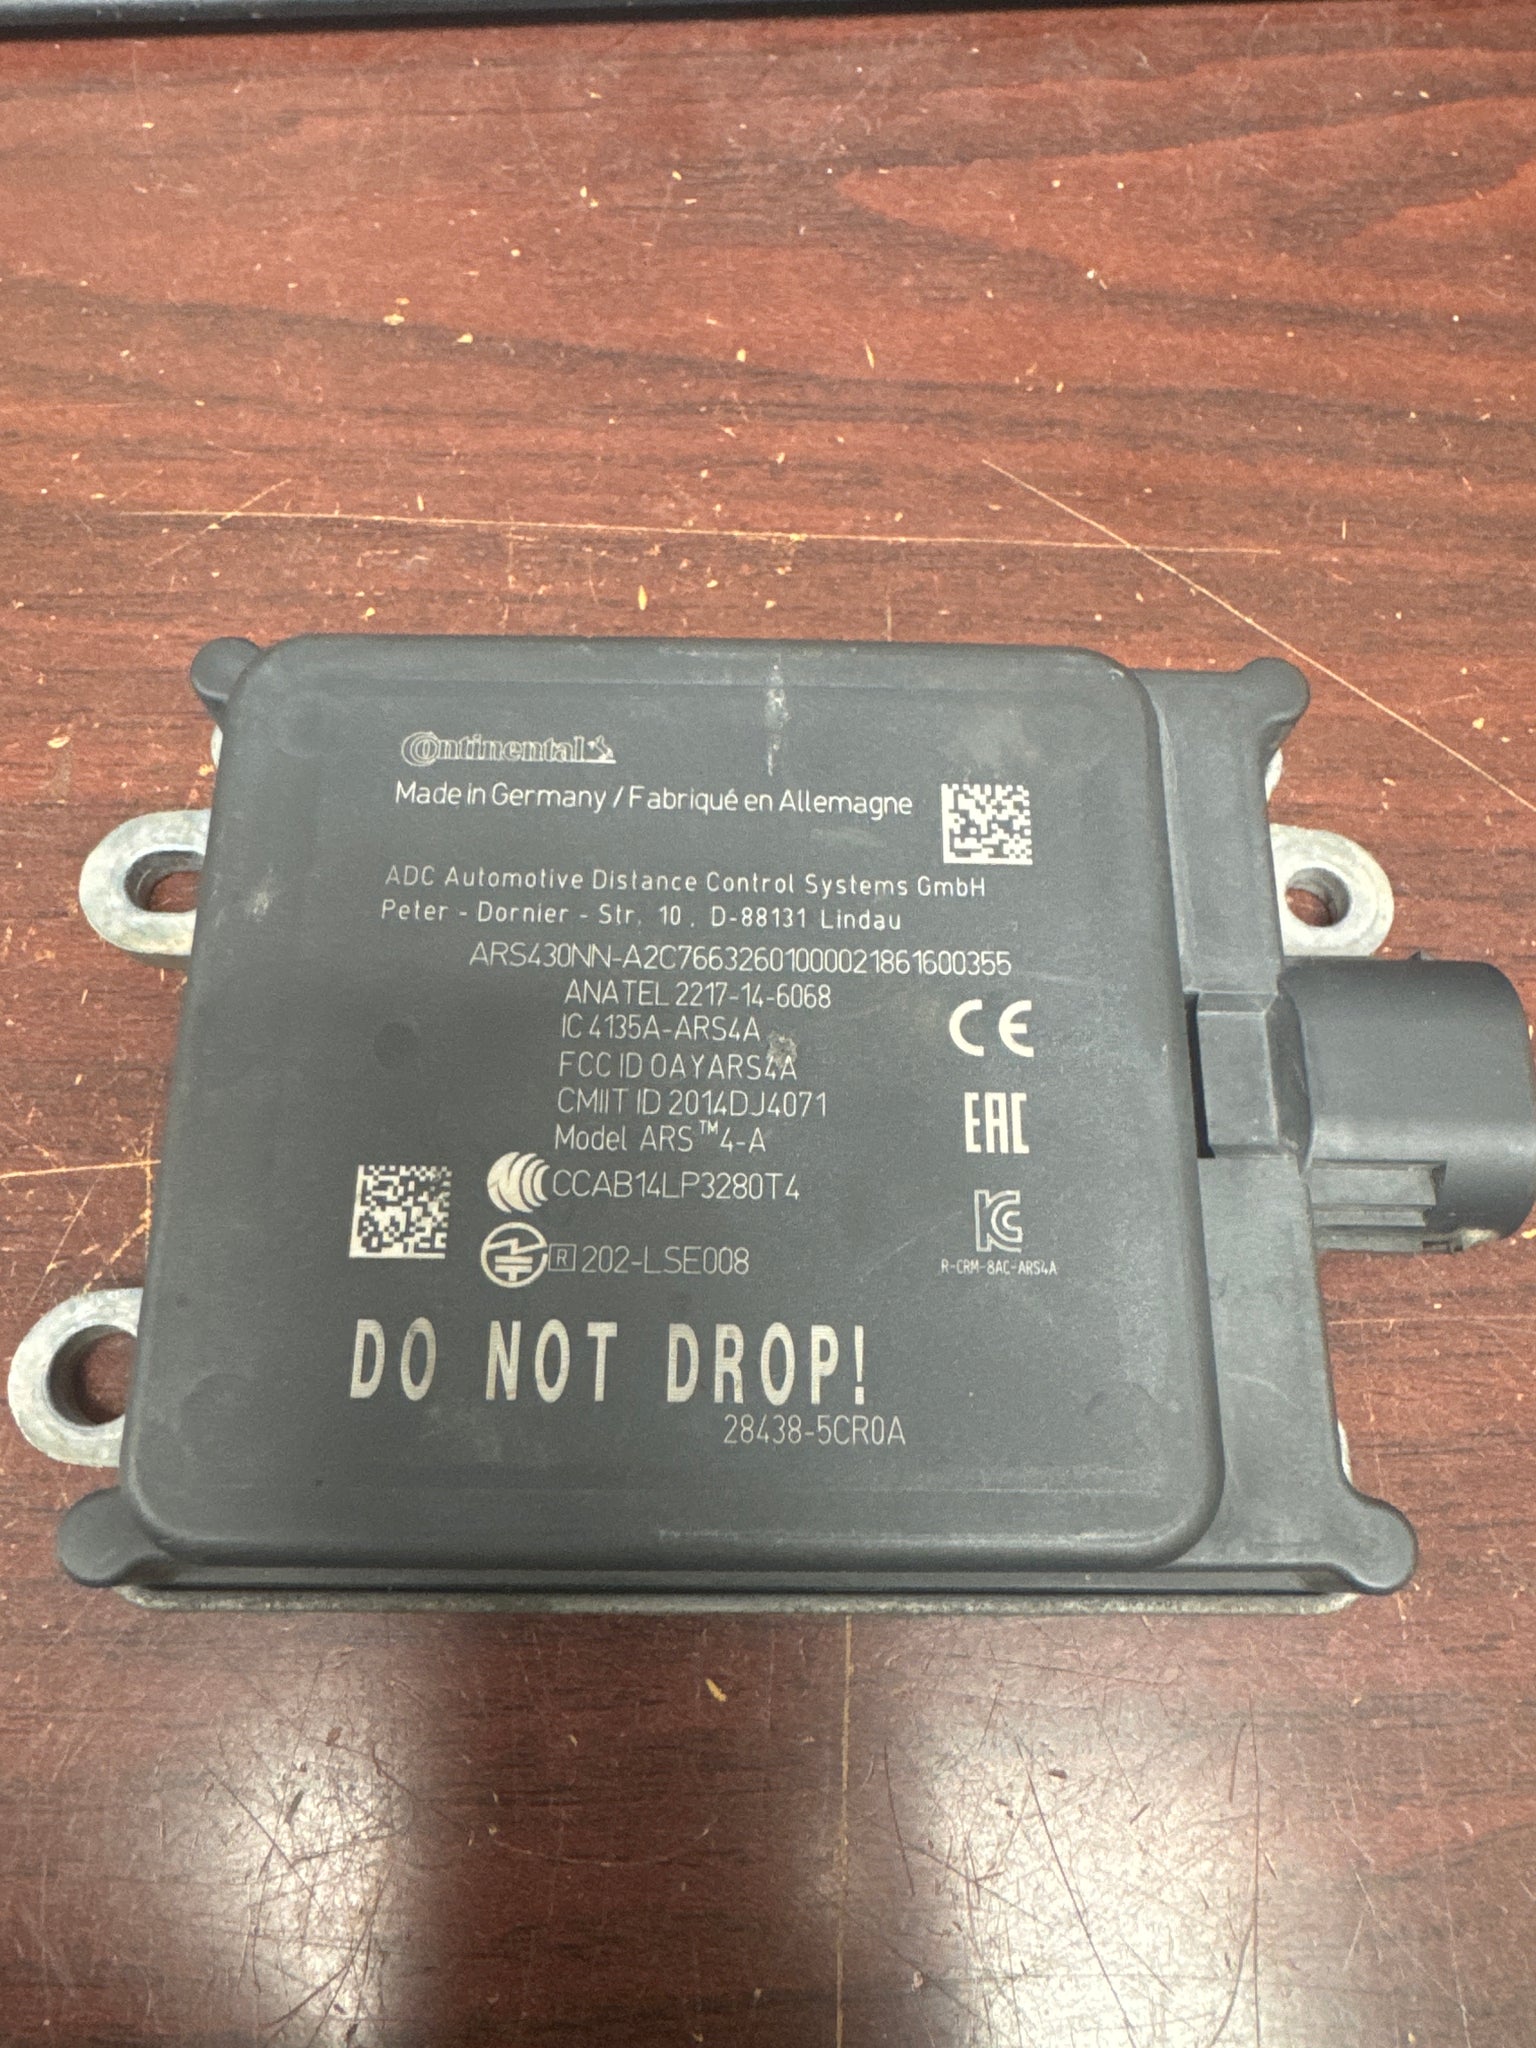 Continental
Made in Germany / Fabriqué en Allemagne
ADC Automotive Distance Control Systems GmbH
Peter - Dornier - Str. 10, D-88131 Lindau
ARS430NN-A2C76632601000021861600355
ANATEL 2217-14-6068
IC 4135A-ARS4A
FCC ID OAYARS4A
CMIIT ID 2014DJ4071
Model ARS™4-A
CCAB14LP3280T4
R 202-LSE008
CE
EAC
KC
R-CRM-8AC-ARS4A
DO NOT DROP!
28438-5CR0A